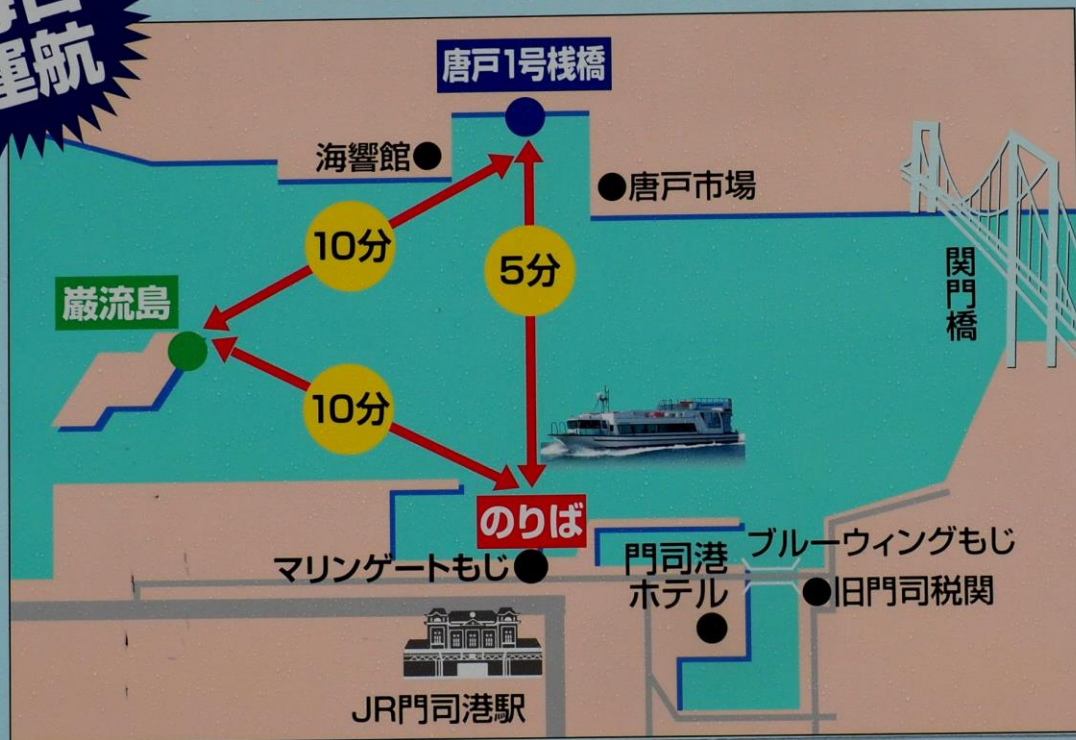 運航
唐戸1号桟橋
海響館
唐戸市場
10分
5分
関門橋
巌流島
10分
のりば
マリンゲートもじ
門司港
ホテル
ブルーウィングもじ
旧門司税関
JR門司港駅